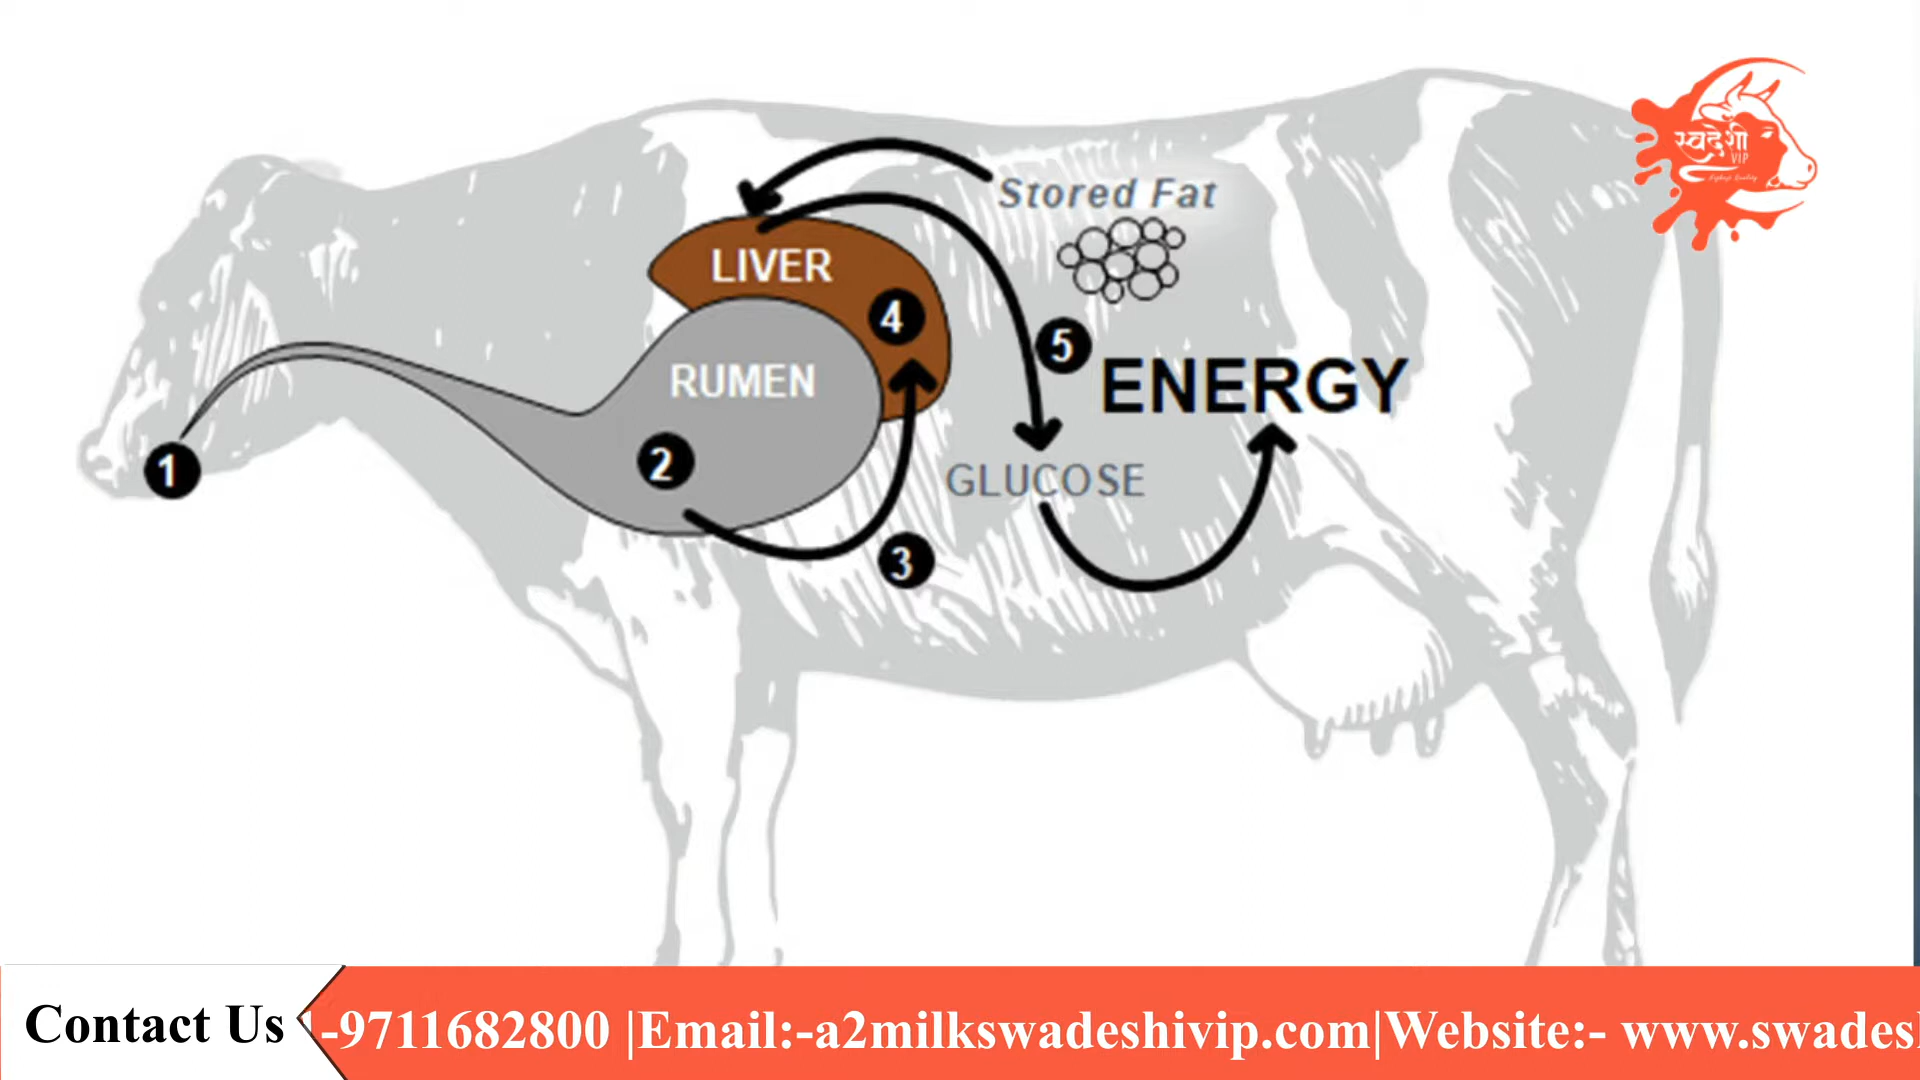 स्वदेशी
VIP
Stored Fat
LIVER
4
5
RUMEN
ENERGY
1
2
GLUCOSE
3
Contact Us
-9711682800 |Email:-a2milkswadeshivip.com|Website:- www.swades